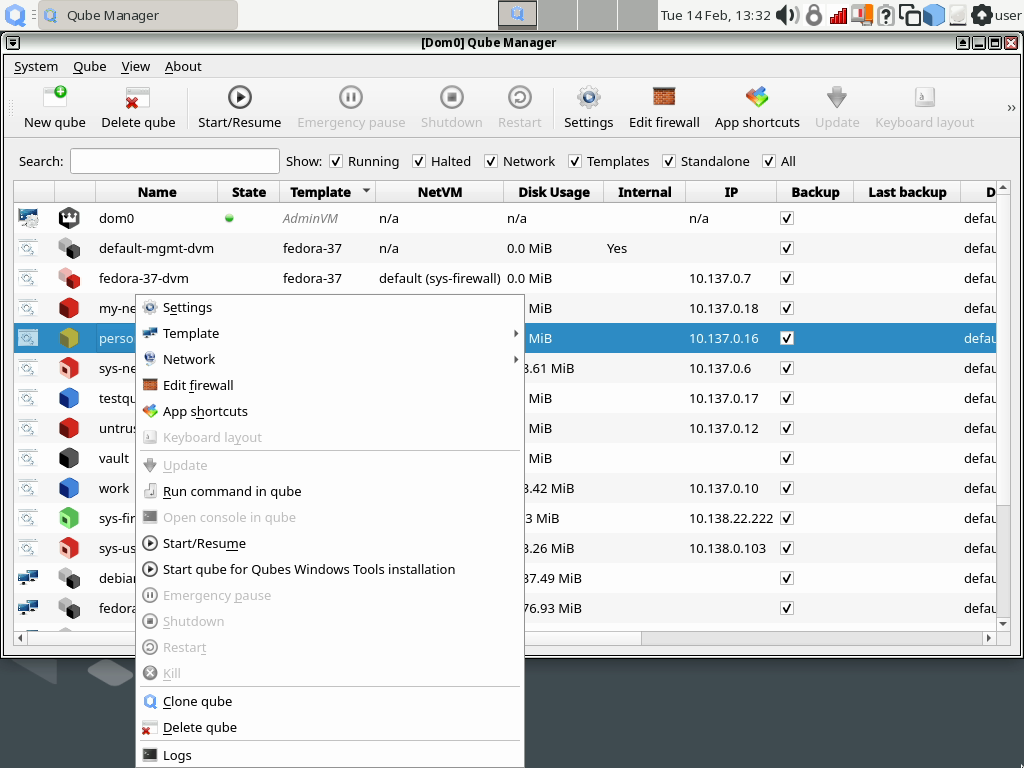 Qube Manager Tue 14 Feb, 13:32 user
[Dom0] Qube Manager
System Qube View About
New qube Delete qube Start/Resume Emergency pause Shutdown Restart Settings Edit firewall App shortcuts Update Keyboard layout »
Search: Show: Running Halted Network Templates Standalone All
Name State Template NetVM Disk Usage Internal IP Backup Last backup D
dom0 AdminVM n/a n/a n/a defau
default-mgmt-dvm fedora-37 n/a 0.0 MiB Yes defau
fedora-37-dvm fedora-37 default (sys-firewall) 0.0 MiB 10.137.0.7 defau
my-ne MiB 10.137.0.18 defau
perso MiB 10.137.0.16 defau
sys-ne 3.61 MiB 10.137.0.6 defau
testqu MiB 10.137.0.17 defau
untrus MiB 10.137.0.12 defau
vault MiB defau
work 3.42 MiB 10.137.0.10 defau
sys-fir 3 MiB 10.138.22.222 defau
sys-us 3.26 MiB 10.138.0.103 defau
debian 37.49 MiB defau
fedora 76.93 MiB defau
Settings
Template
Network
Edit firewall
App shortcuts
Keyboard layout
Update
Run command in qube
Open console in qube
Start/Resume
Start qube for Qubes Windows Tools installation
Emergency pause
Shutdown
Restart
Kill
Clone qube
Delete qube
Logs